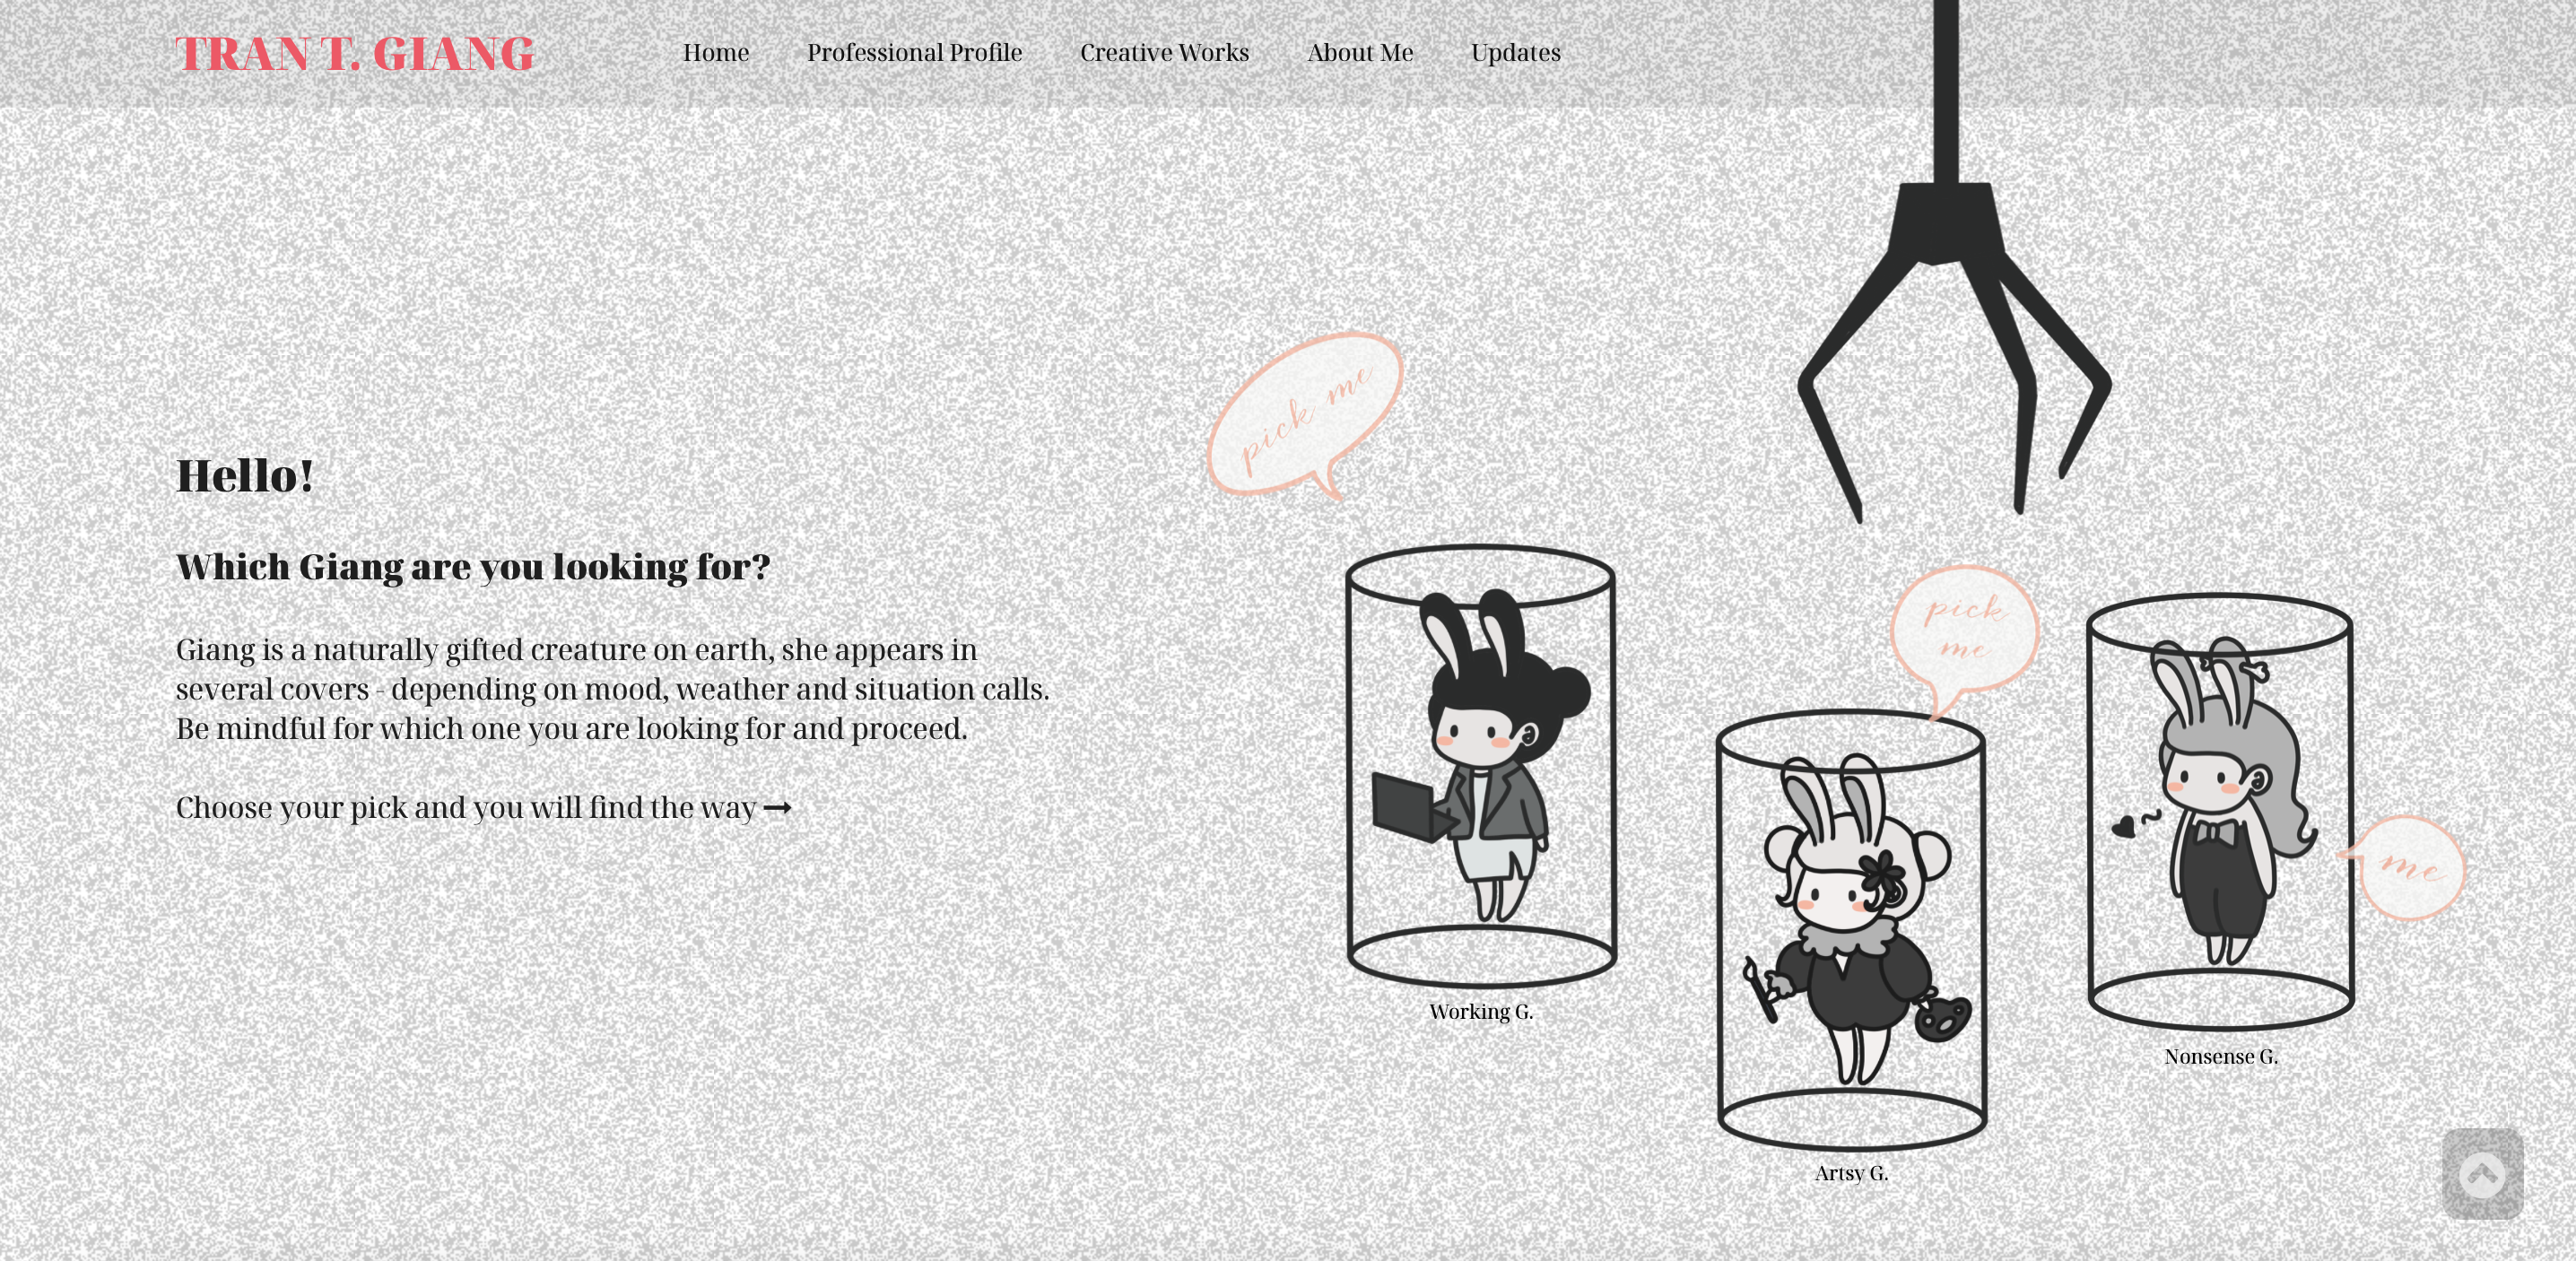 TRAN T. GIANG
Home
Professional Profile
Creative Works
About Me
Updates
Hello!
Which Giang are you looking for?
Giang is a naturally gifted creature on earth, she appears in
several covers - depending on mood, weather and situation calls.
Be mindful for which one you are looking for and proceed.
Choose your pick and you will find the way ➞
pick me
Working G.
pick
me
Artsy G.
me
Nonsense G.